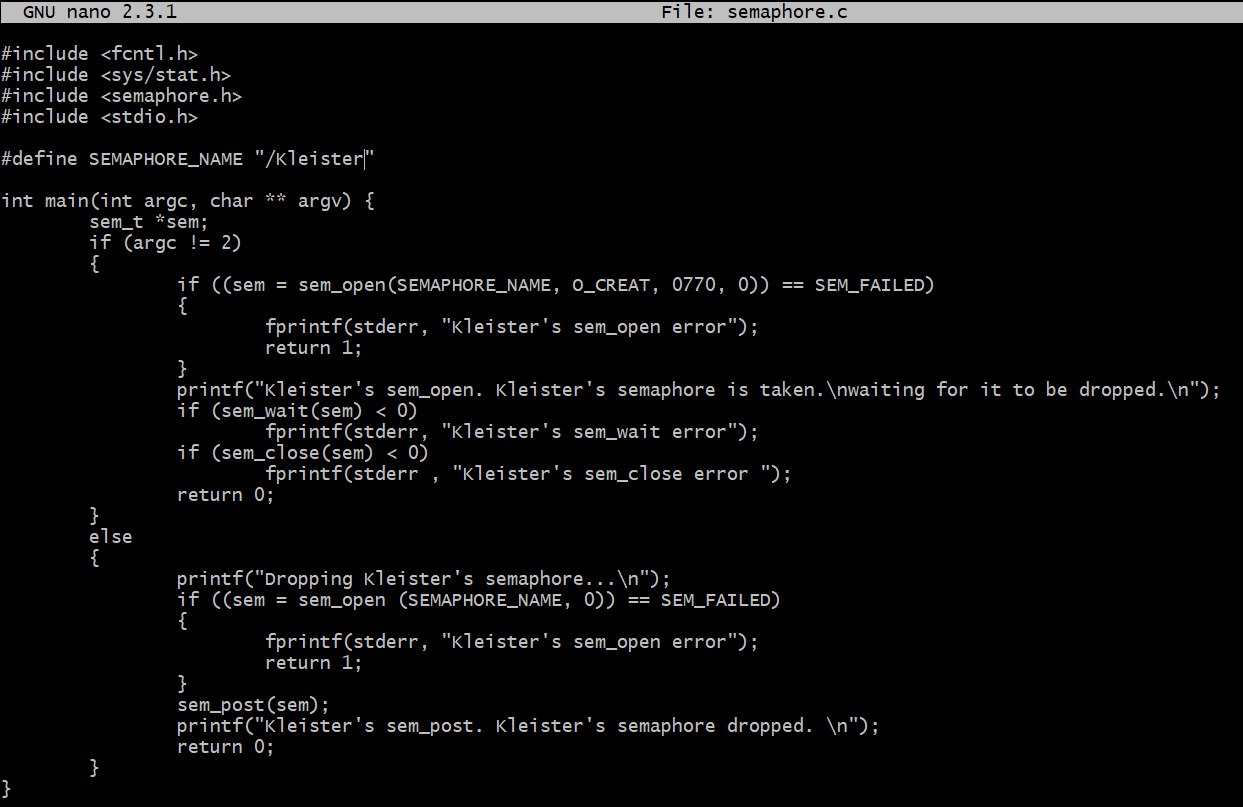 GNU nano 2.3.1 File: semaphore.c
#include <fcntl.h>
#include <sys/stat.h>
#include <semaphore.h>
#include <stdio.h>
#define SEMAPHORE_NAME "/Kleister"
int main(int argc, char ** argv) {
        sem_t *sem;
        if (argc != 2)
        {
                if ((sem = sem_open(SEMAPHORE_NAME, O_CREAT, 0770, 0)) == SEM_FAILED)
                {
                        fprintf(stderr, "Kleister's sem_open error");
                        return 1;
                }
                printf("Kleister's sem_open. Kleister's semaphore is taken.\nwaiting for it to be dropped.\n");
                if (sem_wait(sem) < 0)
                        fprintf(stderr, "Kleister's sem_wait error");
                if (sem_close(sem) < 0)
                        fprintf(stderr , "Kleister's sem_close error ");
                return 0;
        }
        else
        {
                printf("Dropping Kleister's semaphore...\n");
                if ((sem = sem_open (SEMAPHORE_NAME, 0)) == SEM_FAILED)
                {
                        fprintf(stderr, "Kleister's sem_open error");
                        return 1;
                }
                sem_post(sem);
                printf("Kleister's sem_post. Kleister's semaphore dropped. \n");
                return 0;
        }
}